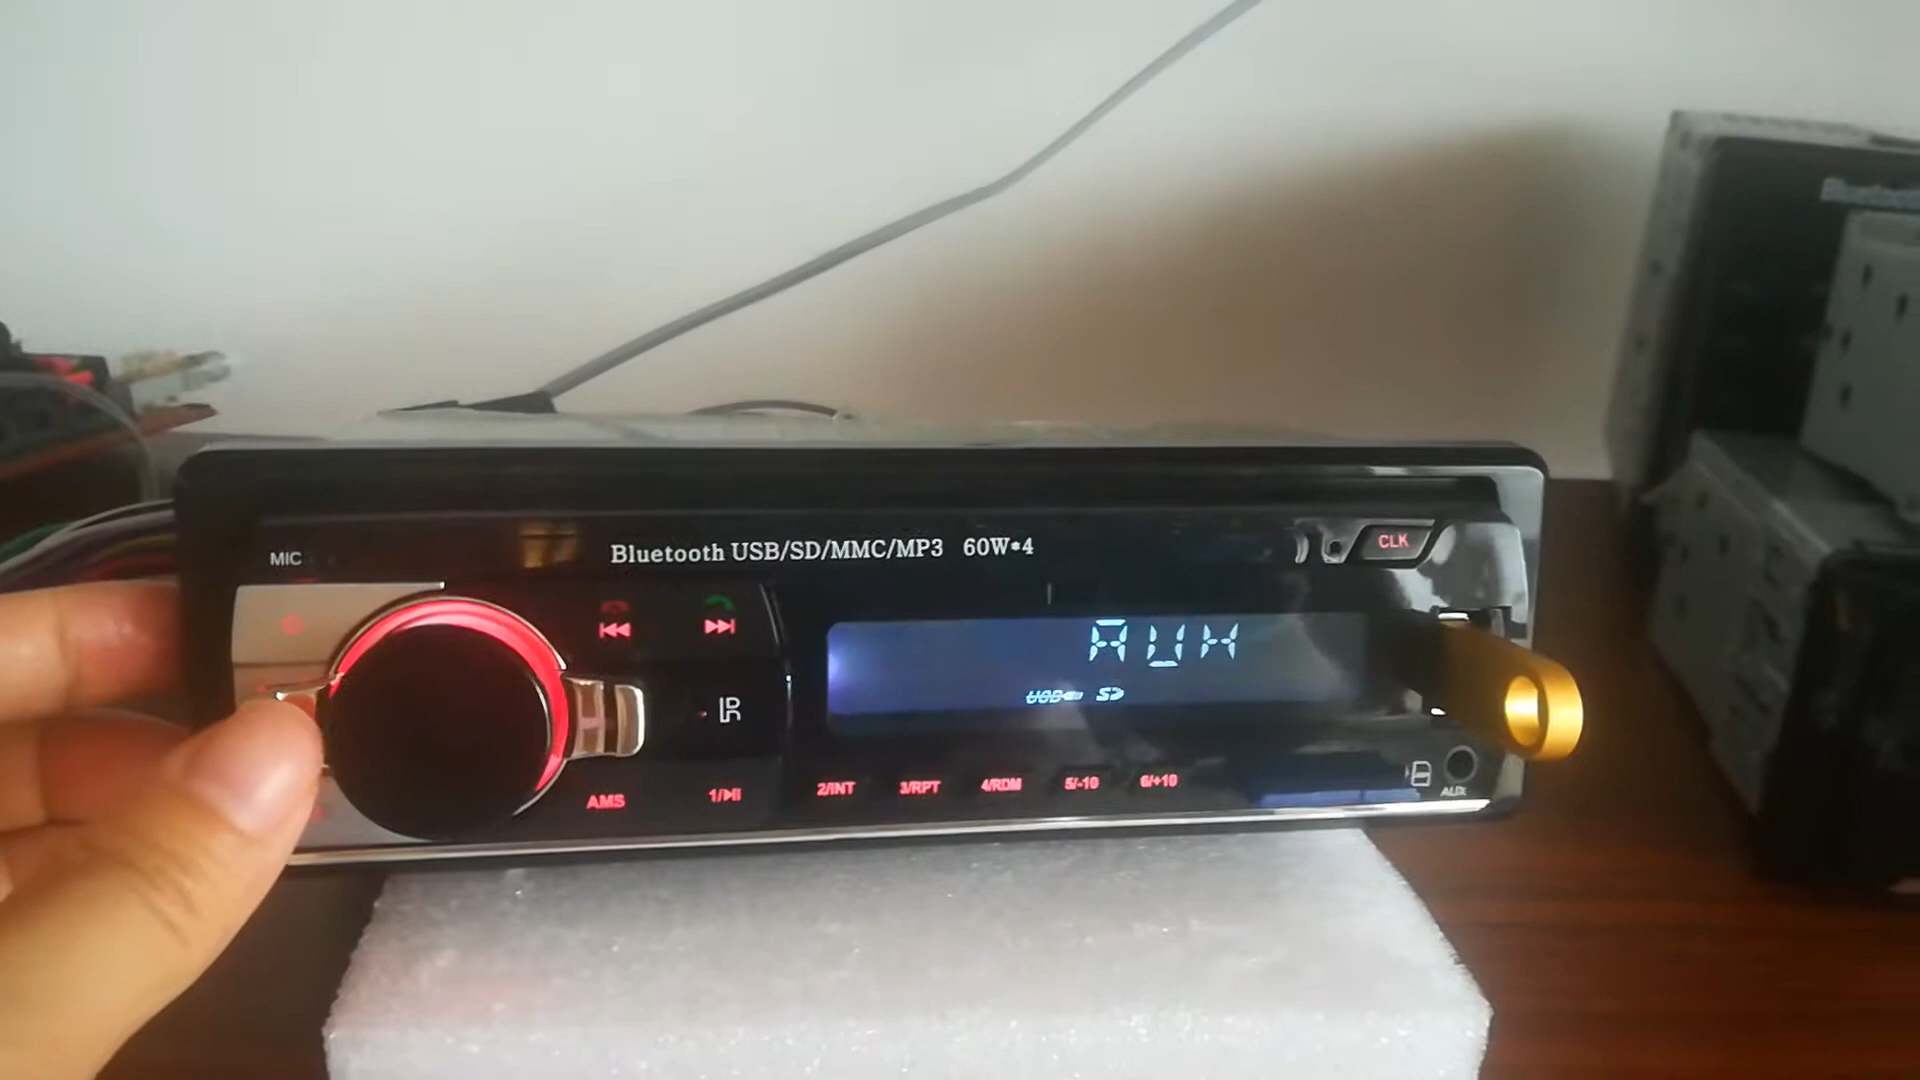 Bluetooth
MIC
Bluetooth USB/SD/MMC/MP3 60W*4
CLK
AUX
USB SD
AMS
1/
2/INT
3/RPT
4/RDM
5/-10
6/+10
AUX